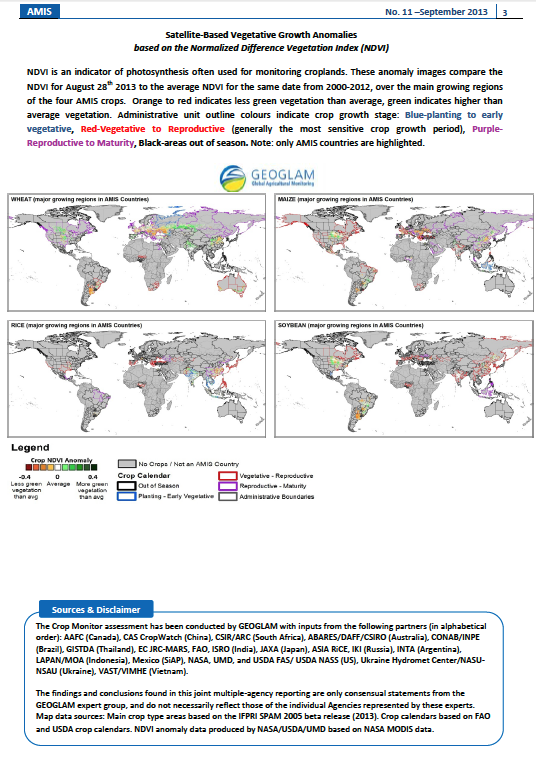 AMIS
No. 11 –September 2013 3
Satellite-Based Vegetative Growth Anomalies
based on the Normalized Difference Vegetation Index (NDVI)
NDVI is an indicator of photosynthesis often used for monitoring croplands. These anomaly images compare the
NDVI for August 28th 2013 to the average NDVI for the same date from 2000-2012, over the main growing regions
of the four AMIS crops. Orange to red indicates less green vegetation than average, green indicates higher than
average vegetation. Administrative unit outline colours indicate crop growth stage: Blue-planting to early
vegetative, Red-Vegetative to Reproductive (generally the most sensitive crop growth period), Purple-
Reproductive to Maturity, Black-areas out of season. Note: only AMIS countries are highlighted.
GEOGLAM
Global Agricultural Monitoring
WHEAT (major growing regions in AMIS Countries)
MAIZE (major growing regions in AMIS Countries)
RICE (major growing regions in AMIS Countries)
SOYBEAN (major growing regions in AMIS Countries)
Legend
Crop NDVI Anomaly
-0.4 0 0.4
Less green Average More green
vegetation vegetation
than avg than avg
No Crops / Not an AMIS Country
Crop Calendar
Out of Season
Planting - Early Vegetative
Vegetative - Reproductive
Reproductive - Maturity
Administrative Boundaries
Sources & Disclaimer
The Crop Monitor assessment has been conducted by GEOGLAM with inputs from the following partners (in alphabetical
order): AAFC (Canada), CAS CropWatch (China), CSIR/ARC (South Africa), ABARES/DAFF/CSIRO (Australia), CONAB/INPE
(Brazil), GISTDA (Thailand), EC JRC-MARS, FAO, ISRO (India), JAXA (Japan), ASIA RiCE, IKI (Russia), INTA (Argentina),
LAPAN/MOA (Indonesia), Mexico (SiAP), NASA, UMD, and USDA FAS/ USDA NASS (US), Ukraine Hydromet Center/NASU-
NSAU (Ukraine), VAST/VIMHE (Vietnam).
The findings and conclusions found in this joint multiple-agency reporting are only consensual statements from the
GEOGLAM expert group, and do not necessarily reflect those of the individual Agencies represented by these experts.
Map data sources: Main crop type areas based on the IFPRI SPAM 2005 beta release (2013). Crop calendars based on FAO
and USDA crop calendars. NDVI anomaly data produced by NASA/USDA/UMD based on NASA MODIS data.